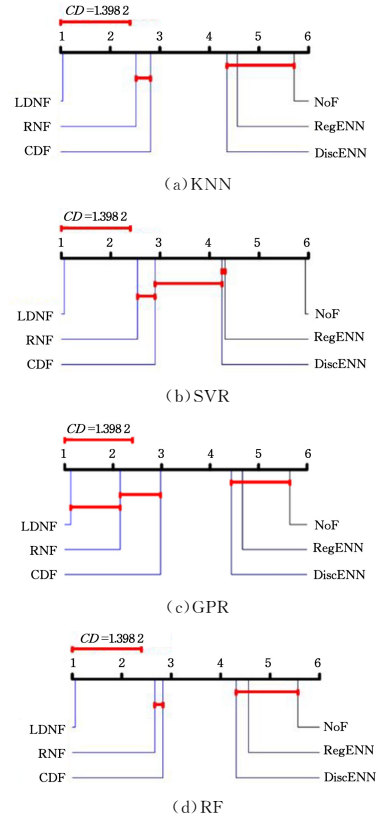 CD=1.398 2
1 2 3 4 5 6
LDNF NoF
RNF RegENN
CDF DiscENN
(a)KNN
CD=1.398 2
1 2 3 4 5 6
LDNF NoF
RNF RegENN
CDF DiscENN
(b)SVR
CD=1.398 2
1 2 3 4 5 6
LDNF NoF
RNF RegENN
CDF DiscENN
(c)GPR
CD=1.398 2
1 2 3 4 5 6
LDNF NoF
RNF RegENN
CDF DiscENN
(d)RF